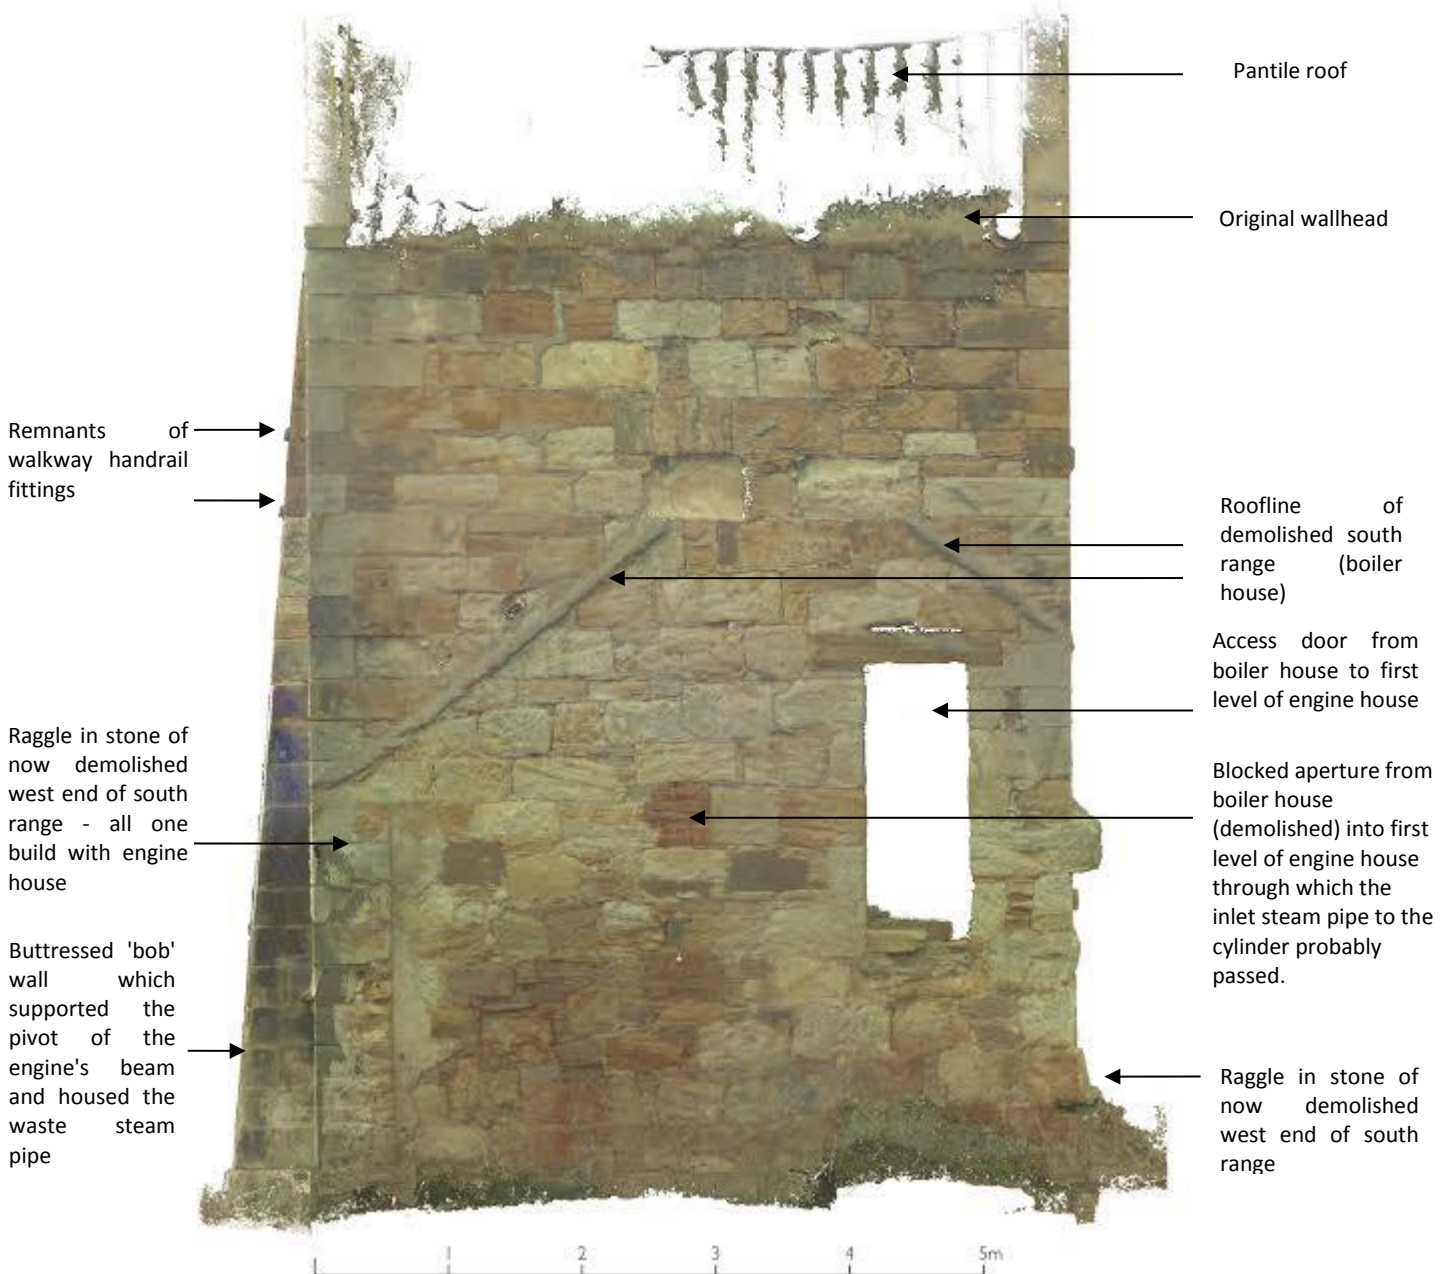 Pantile roof
Original wallhead
Remnants of
walkway handrail
fittings
Roofline of
demolished south
range (boiler
house)
Access door from
boiler house to first
level of engine house
Raggle in stone of
now demolished
west end of south
range - all one
build with engine
house
Blocked aperture from
boiler house
(demolished) into first
level of engine house
through which the
inlet steam pipe to the
cylinder probably
passed.
Buttressed 'bob'
wall which
supported the
pivot of the
engine's beam
and housed the
waste steam
pipe
Raggle in stone of
now demolished
west end of south
range
1 2 3 4 5m